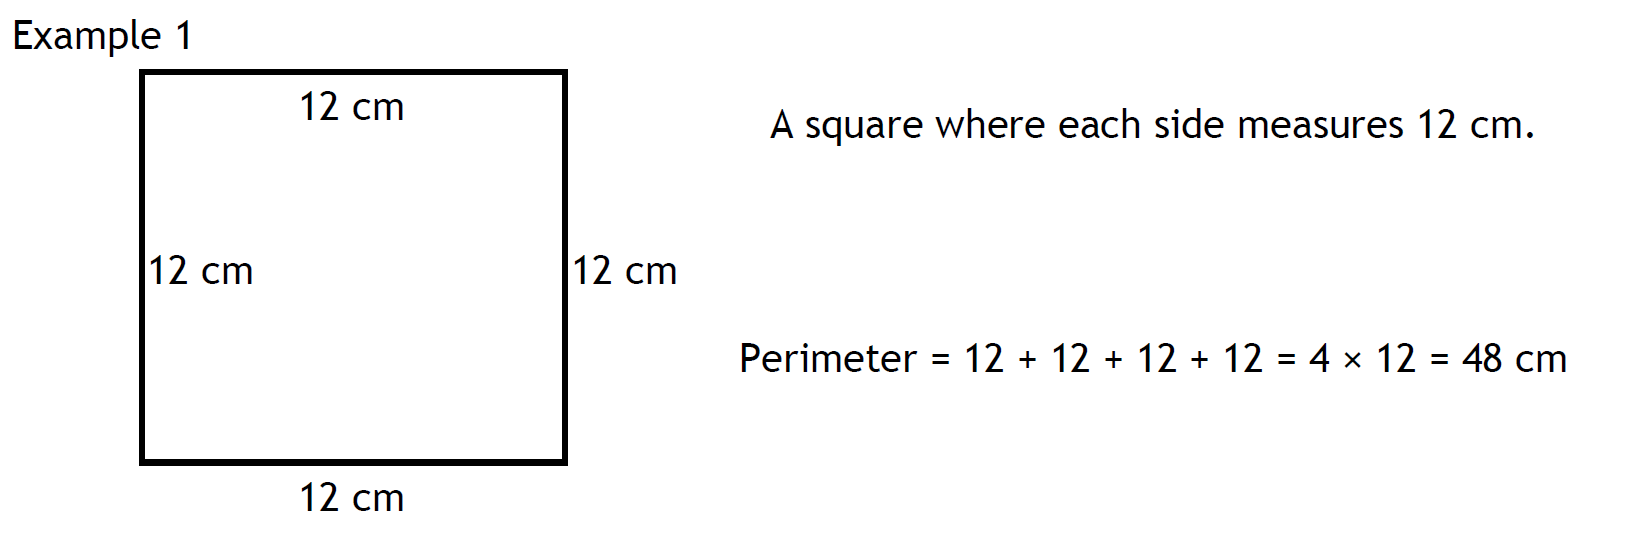 Example 1
12 cm
A square where each side measures 12 cm.
12 cm
12 cm
Perimeter = 12 + 12 + 12 + 12 = 4 × 12 = 48 cm
12 cm